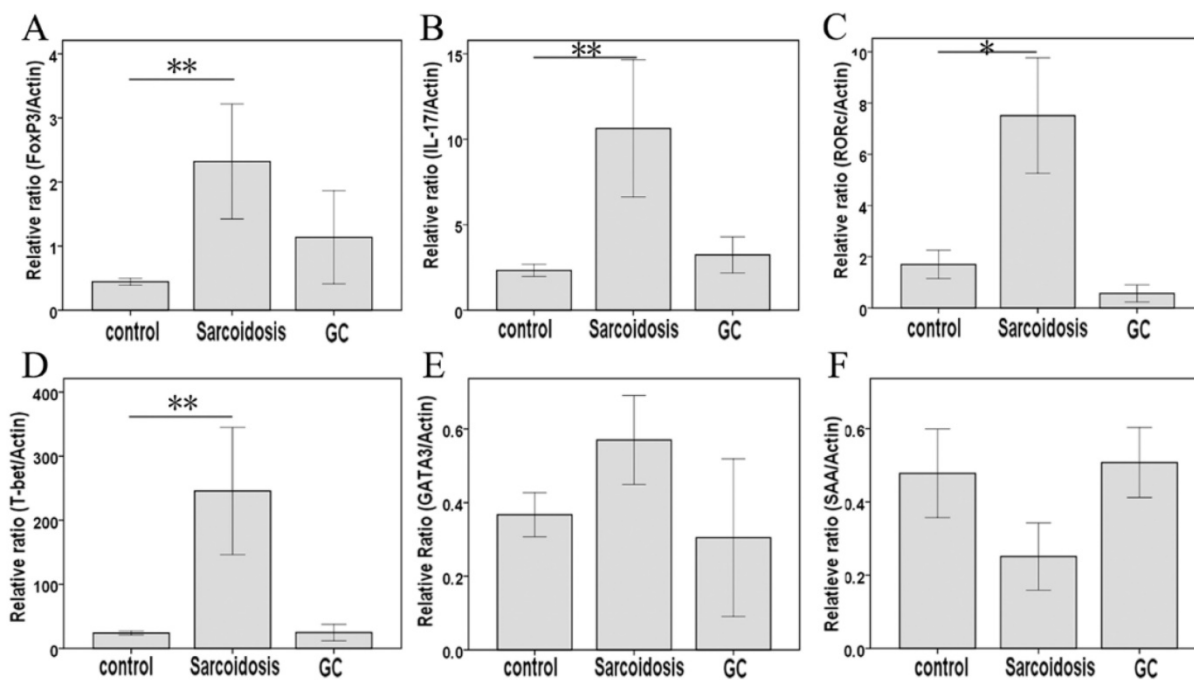 A
Relative ratio (FoxP3/Actin)
4
3
2
1
0
**
control Sarcoidosis GC
B
Relative ratio (IL-17/Actin)
15
10
5
0
**
control Sarcoidosis GC
C
Relative ratio (RORc/Actin)
10
8
6
4
2
0
*
control Sarcoidosis GC
D
Relative ratio (T-bet/Actin)
400
300
200
100
0
**
control Sarcoidosis GC
E
Relative Ratio (GATA3/Actin)
0.6
0.4
0.2
0.0
control Sarcoidosis GC
F
Relatieve ratio (SAA/Actin)
0.6
0.4
0.2
0.0
control Sarcoidosis GC